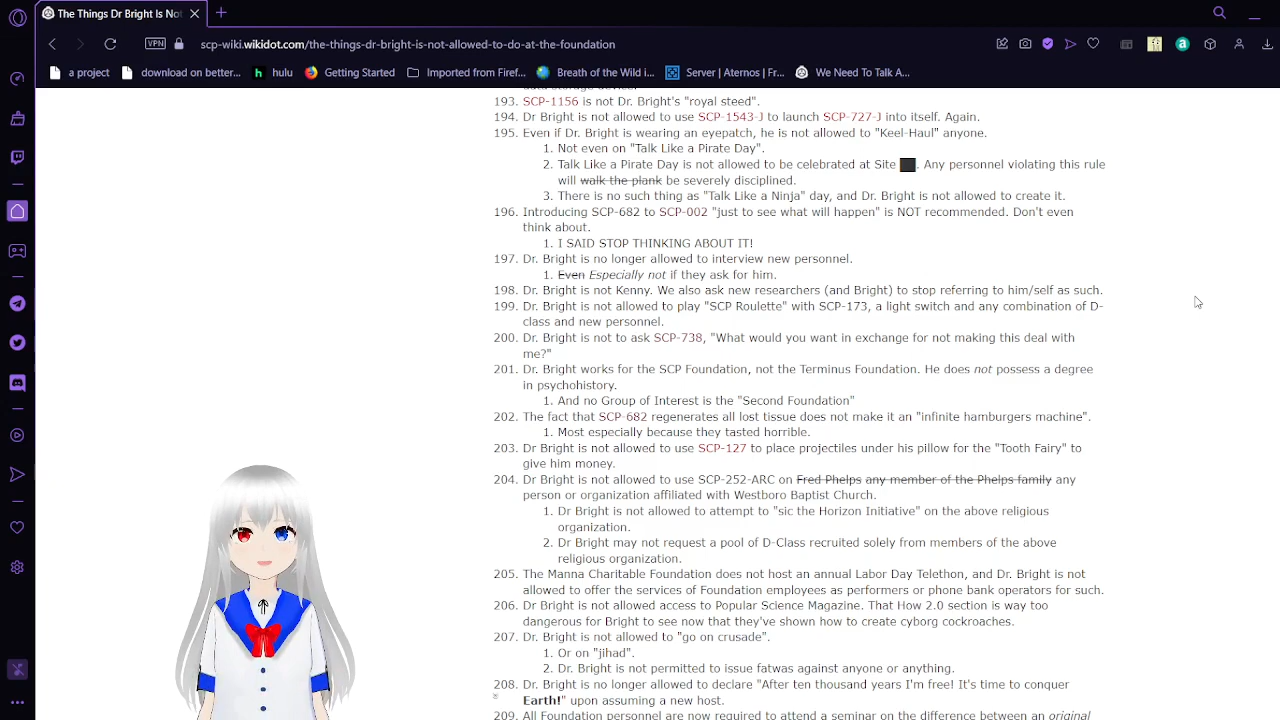 The Things Dr Bright Is Not
VPN
scp-wiki.wikidot.com/the-things-dr-bright-is-not-allowed-to-do-at-the-foundation
a project
download on better...
hulu
Getting Started
Imported from Firef...
Breath of the Wild i...
Server | Aternos | Fr...
We Need To Talk A...
data storage device.
193. SCP-1156 is not Dr. Bright's "royal steed".
194. Dr Bright is not allowed to use SCP-1543-J to launch SCP-727-J into itself. Again.
195. Even if Dr. Bright is wearing an eyepatch, he is not allowed to "Keel-Haul" anyone.
1. Not even on "Talk Like a Pirate Day".
2. Talk Like a Pirate Day is not allowed to be celebrated at Site ██. Any personnel violating this rule
will walk the plank be severely disciplined.
3. There is no such thing as "Talk Like a Ninja" day, and Dr. Bright is not allowed to create it.
196. Introducing SCP-682 to SCP-002 "just to see what will happen" is NOT recommended. Don't even
think about.
1. I SAID STOP THINKING ABOUT IT!
197. Dr. Bright is no longer allowed to interview new personnel.
1. Even Especially not if they ask for him.
198. Dr. Bright is not Kenny. We also ask new researchers (and Bright) to stop referring to him/self as such.
199. Dr. Bright is not allowed to play "SCP Roulette" with SCP-173, a light switch and any combination of D-
class and new personnel.
200. Dr. Bright is not to ask SCP-738, "What would you want in exchange for not making this deal with
me?"
201. Dr. Bright works for the SCP Foundation, not the Terminus Foundation. He does not possess a degree
in psychohistory.
1. And no Group of Interest is the "Second Foundation"
202. The fact that SCP-682 regenerates all lost tissue does not make it an "infinite hamburgers machine".
1. Most especially because they tasted horrible.
203. Dr Bright is not allowed to use SCP-127 to place projectiles under his pillow for the "Tooth Fairy" to
give him money.
204. Dr Bright is not allowed to use SCP-252-ARC on Fred Phelps any member of the Phelps family any
person or organization affiliated with Westboro Baptist Church.
1. Dr Bright is not allowed to attempt to "sic the Horizon Initiative" on the above religious
organization.
2. Dr Bright may not request a pool of D-Class recruited solely from members of the above
religious organization.
205. The Manna Charitable Foundation does not host an annual Labor Day Telethon, and Dr. Bright is not
allowed to offer the services of Foundation employees as performers or phone bank operators for such.
206. Dr Bright is not allowed access to Popular Science Magazine. That How 2.0 section is way too
dangerous for Bright to see now that they've shown how to create cyborg cockroaches.
207. Dr. Bright is not allowed to "go on crusade".
1. Or on "jihad".
2. Dr. Bright is not permitted to issue fatwas against anyone or anything.
208. Dr. Bright is no longer allowed to declare "After ten thousand years I'm free! It's time to conquer
Earth!" upon assuming a new host.
209. All Foundation personnel are now required to attend a seminar on the difference between an original